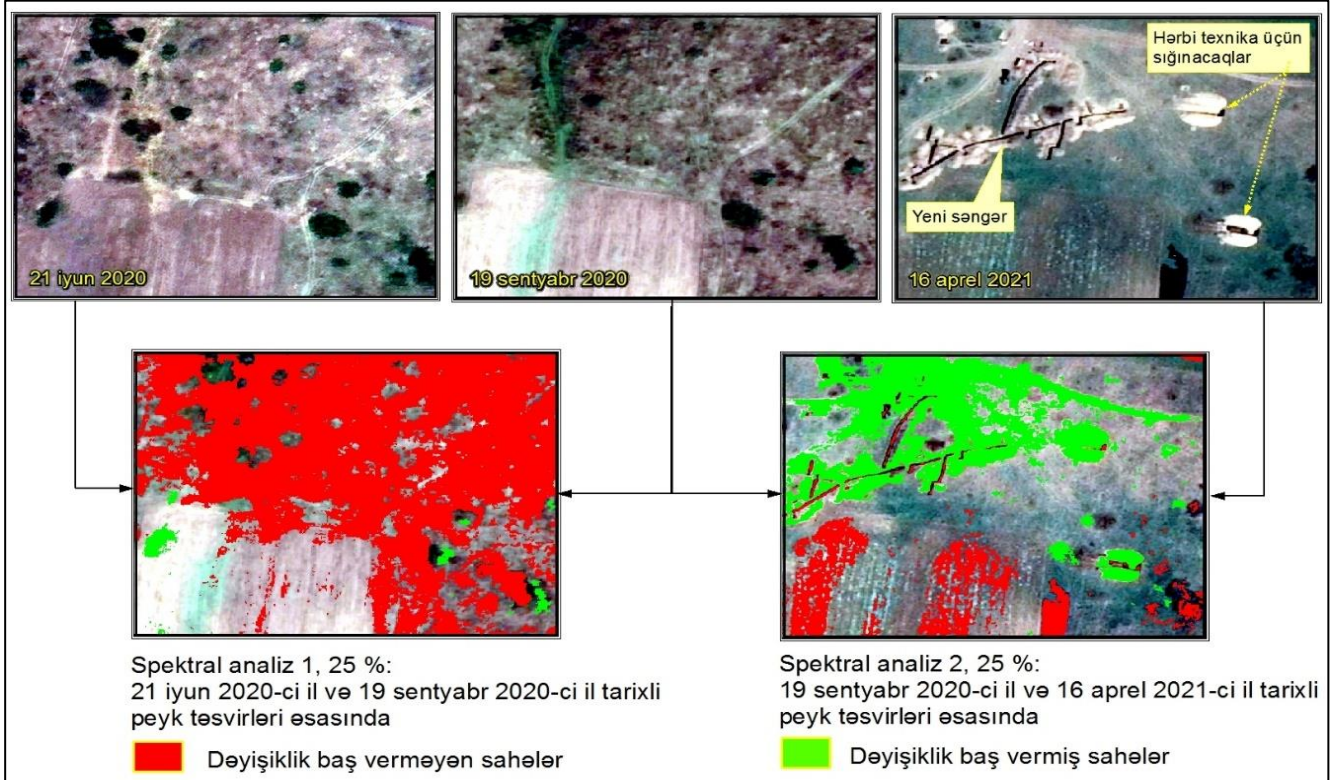 21 iyun 2020
19 sentyabr 2020
Hərbi texnika üçün
sığınacaqlar
Yeni səngər
16 aprel 2021
Spektral analiz 1, 25 %:
21 iyun 2020-ci il və 19 sentyabr 2020-ci il tarixli
peyk təsvirləri əsasında
Dəyişiklik baş verməyən sahələr
Spektral analiz 2, 25 %:
19 sentyabr 2020-ci il və 16 aprel 2021-ci il tarixli
peyk təsvirləri əsasında
Dəyişiklik baş vermiş sahələr